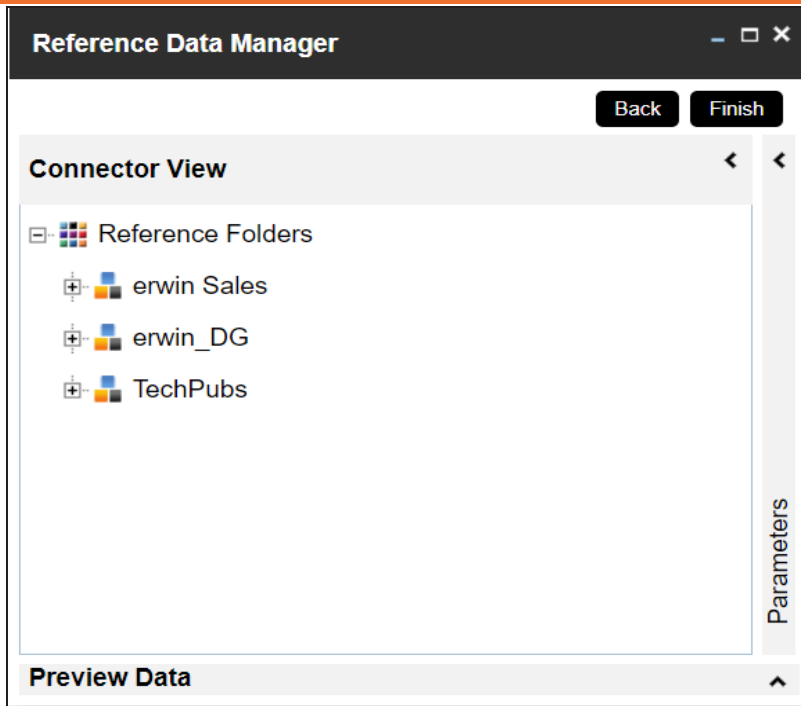 Reference Data Manager
Back Finish
Connector View
Reference Folders
erwin Sales
erwin_DG
TechPubs
Parameters
Preview Data